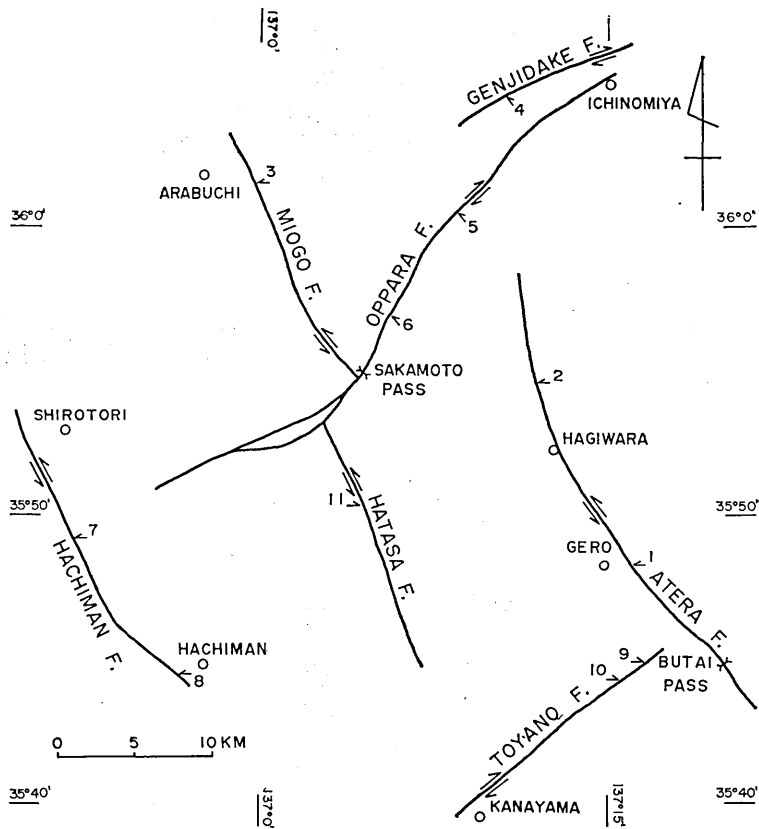 137°0'
GENJIDAKE F.
ICHINOMIYA
4
3
ARABUCHI
36°0'
36°0'
MIOGO F.
OPPARA F.
5
6
SAKAMOTO
PASS
2
SHIROTORI
HAGIWARA
35°50'
35°50'
11
HATASA F.
7
HACHIMAN F.
GERO
1
ATERA F.
HACHIMAN
8
9
10
BUTAI
PASS
TOYANO F.
0 5 10 KM
35°40'
35°40'
137°0'
137°15'
KANAYAMA